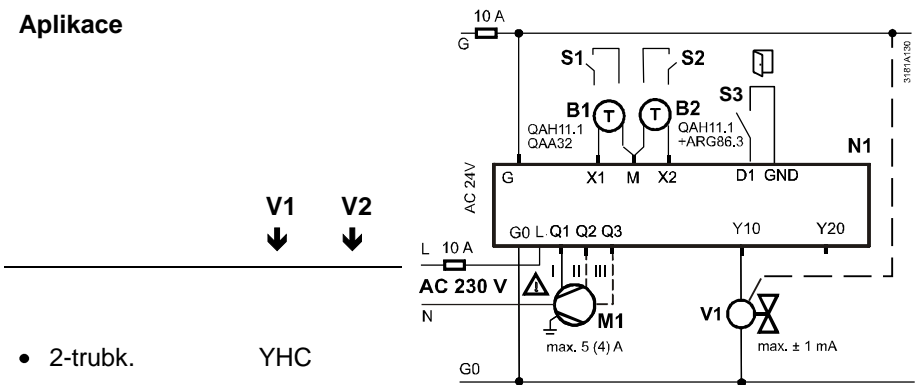 Aplikace
V1 V2
• 2-trubk. YHC
10 A
G
S1 S2
S3
B1 T T B2
QAH11.1
QAA32
QAH11.1
+ARG86.3
N1
3181A130
AC 24V
G X1 M X2 D1 GND
G0 L Q1 Q2 Q3 Y10 Y20
L 10 A
I II III
AC 230 V
N
M1
max. 5 (4) A
V1
max. ± 1 mA
G0